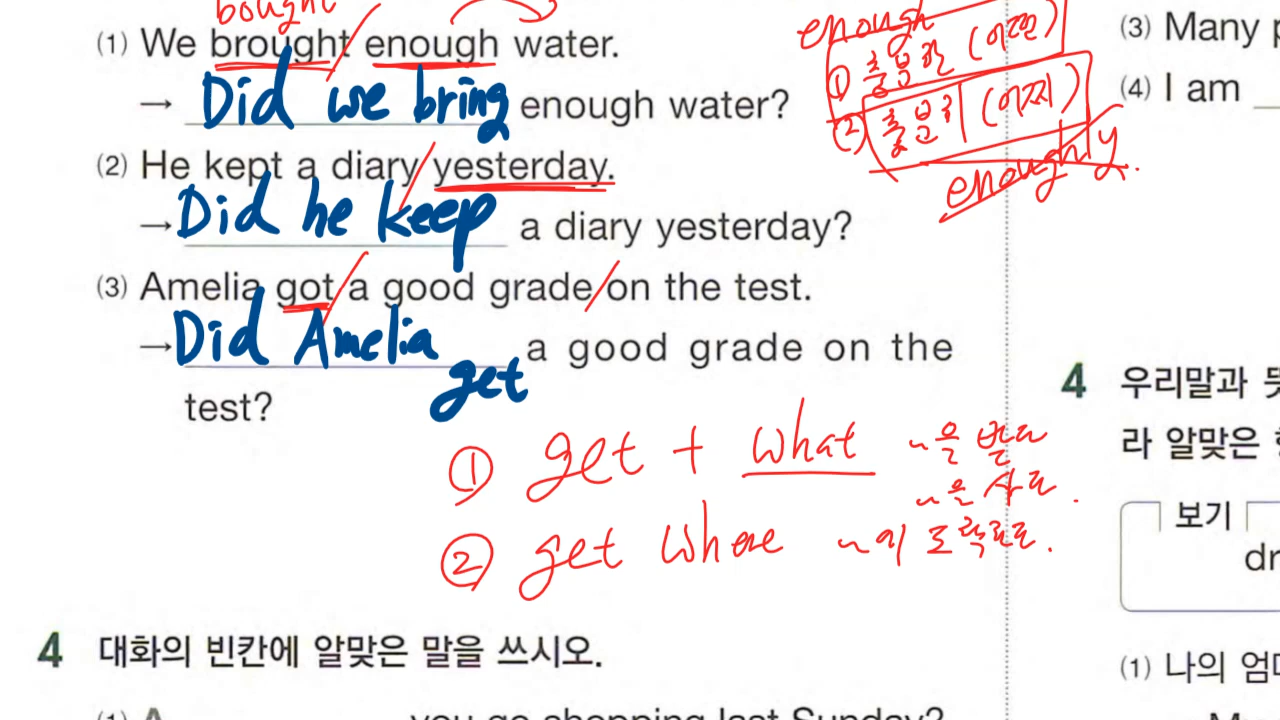 bought
(1) We brought enough water.
→ Did we bring enough water?
(2) He kept a diary yesterday.
→ Did he keep a diary yesterday?
(3) Amelia got a good grade on the test.
→ Did Amelia get a good grade on the
test?
① get + what ~을 받다
~을 사다.
② get where ~에 도착하다.
4 대화의 빈칸에 알맞은 말을 쓰시오.
you go shopping last Sunday?
enough
① 충분한 (어떤)
② 충분히 (어찌)
enoughly.
(3) Many
(4) I am
4 우리말과
라 알맞은
보기
dr
(1) 나의